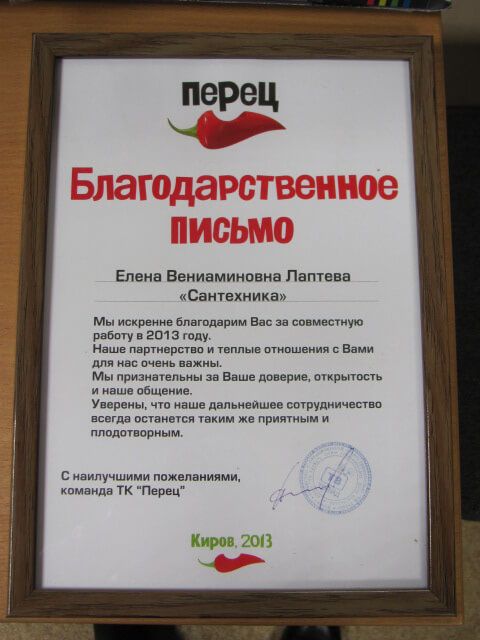 перец
Благодарственное
письмо
Елена Вениаминовна Лаптева
«Сантехника»
Мы искренне благодарим Вас за совместную
работу в 2013 году.
Наше партнерство и теплые отношения с Вами
для нас очень важны.
Мы признательны за Ваше доверие, открытость
и наше общение.
Уверены, что наше дальнейшее сотрудничество
всегда останется таким же приятным и
плодотворным.
С наилучшими пожеланиями,
команда ТК "Перец"
Киров, 2013